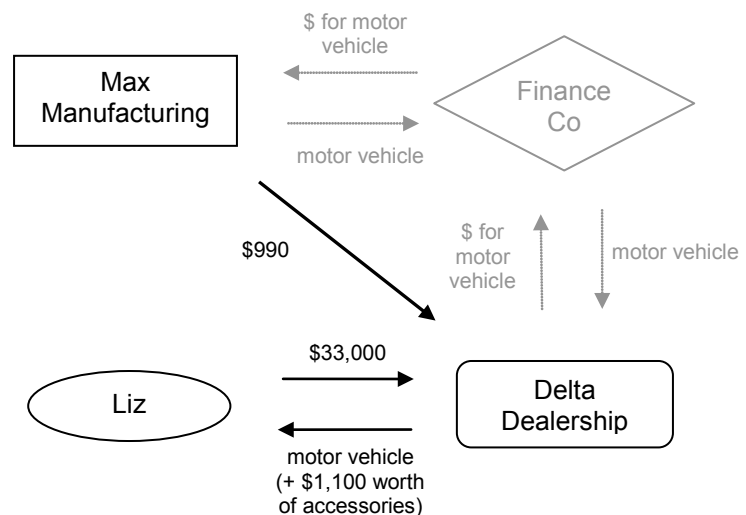 $ for motor
vehicle
Max
Manufacturing
Finance
Co
motor vehicle
$990
$ for
motor
vehicle
motor vehicle
$33,000
Liz
Delta
Dealership
motor vehicle
(+ $1,100 worth
of accessories)